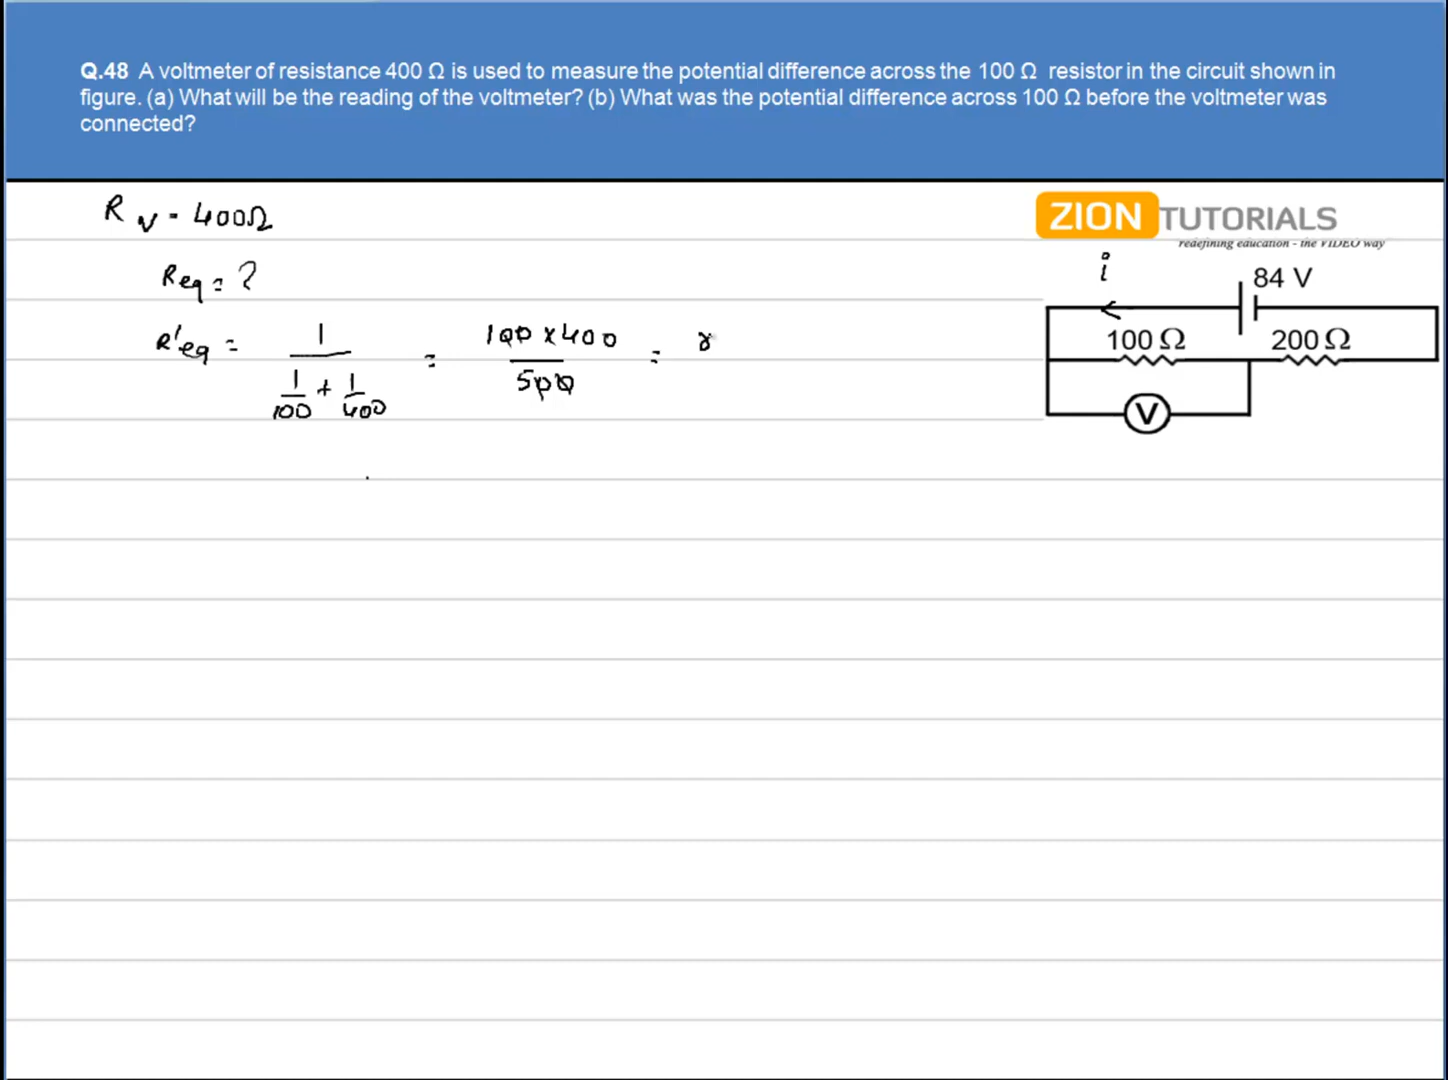 Q.48 A voltmeter of resistance 400 Ω is used to measure the potential difference across the 100 Ω resistor in the circuit shown in
figure. (a) What will be the reading of the voltmeter? (b) What was the potential difference across 100 Ω before the voltmeter was
connected?
R_V = 400Ω
ZION TUTORIALS
redefining education - the VIDEO way
i
84 V
R_eq = ?
R'_eq = 1 / (1/100 + 1/400) = 100 x 400 / 500 = 8
100 Ω
200 Ω
V